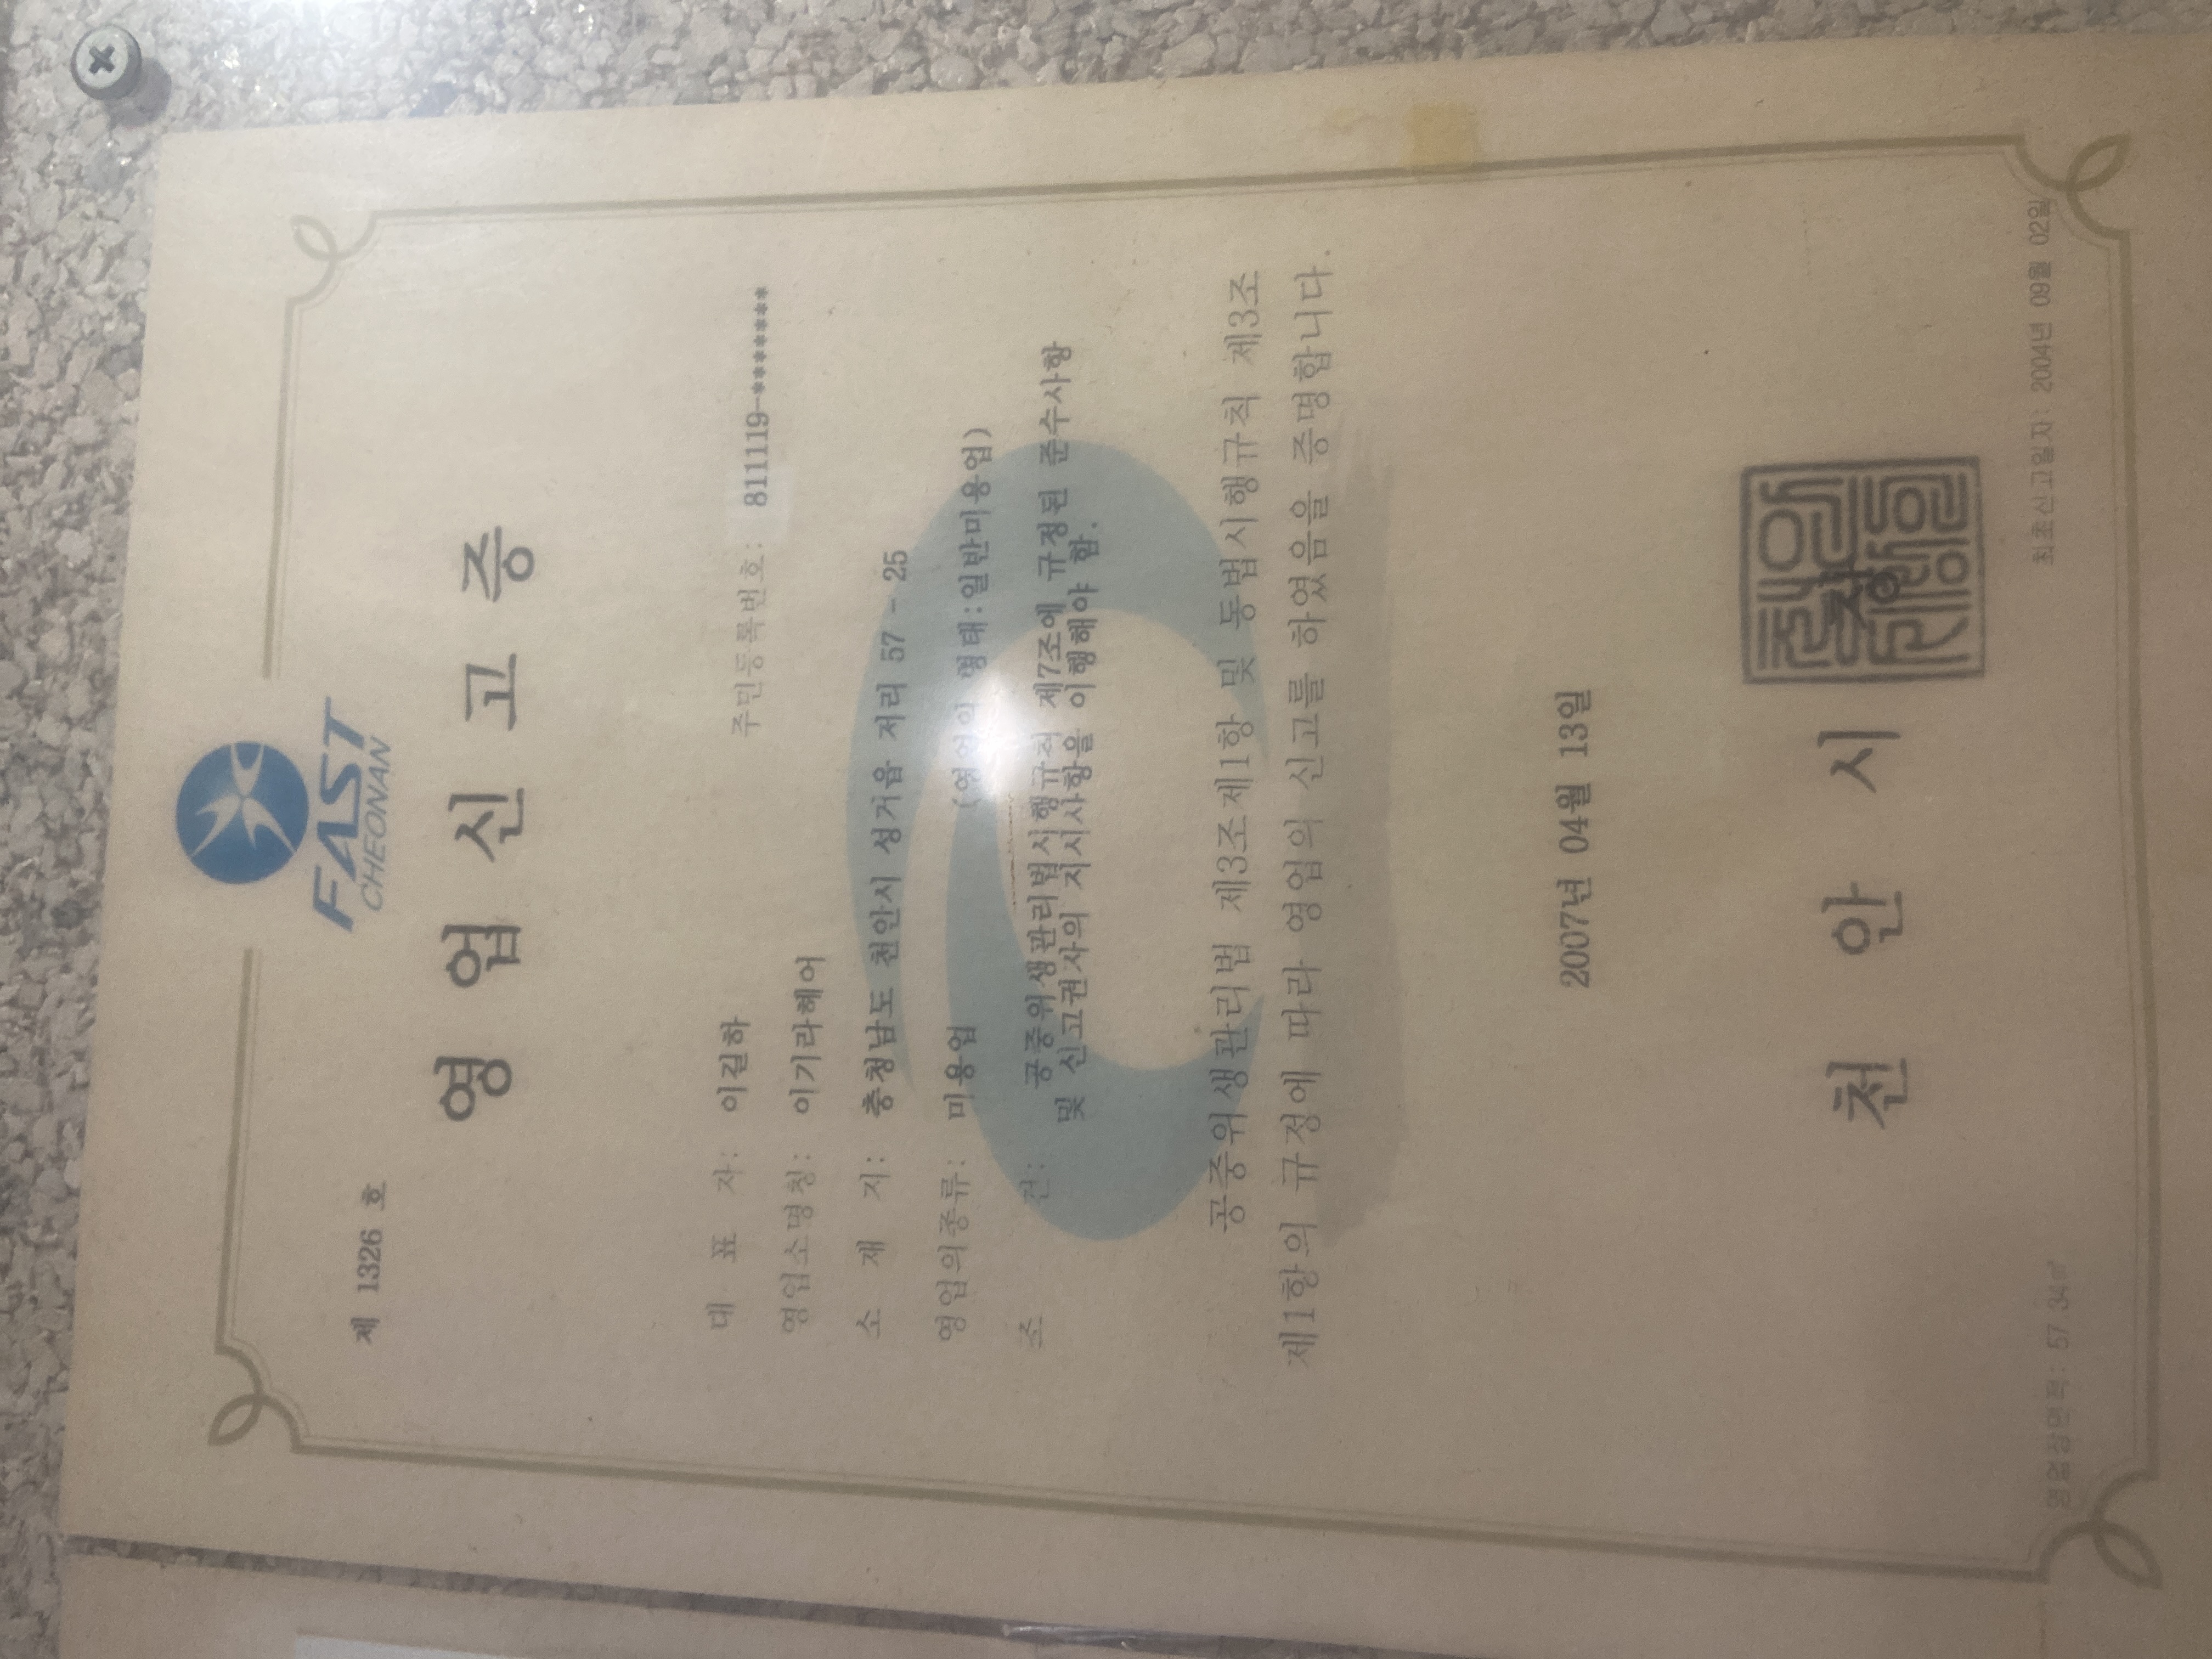 FAST
CHEONAN
제 1326 호
영 업 신 고 증
대 표 자: 이길하 주민등록번호: 811119-*******
영업소명칭: 이기라헤어
소 재 지: 충청남도 천안시 성거읍 저리 57 - 25
영업의종류: 미용업 (영업의 형태:일반미용업)
조 건: 공중위생관리법시행규칙 제7조에 규정된 준수사항
및 신고권자의 지시사항을 이행해야 함.
공중위생관리법 제3조제1항 및 동법시행규칙 제3조
제1항의 규정에 따라 영업의 신고를 하였음을 증명합니다.
2007년 04월 13일
천 안 시 장
영업장면적: 57.34㎡ 최초신고일자: 2004년 09월 02일